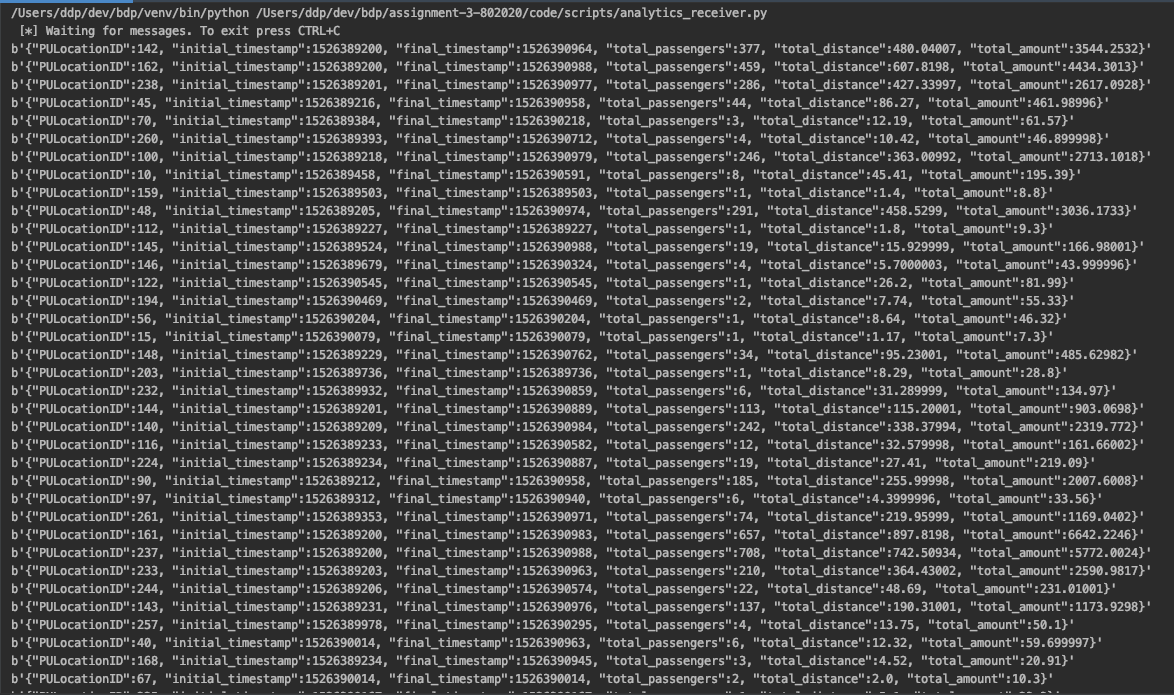 /Users/ddp/dev/bdp/venv/bin/python /Users/ddp/dev/bdp/assignment-3-802020/code/scripts/analytics_receiver.py
[*] Waiting for messages. To exit press CTRL+C
b'{"PULocationID":142, "initial_timestamp":1526389200, "final_timestamp":1526390964, "total_passengers":377, "total_distance":480.04007, "total_amount":3544.2532}'
b'{"PULocationID":162, "initial_timestamp":1526389200, "final_timestamp":1526390988, "total_passengers":459, "total_distance":607.8198, "total_amount":4434.3013}'
b'{"PULocationID":238, "initial_timestamp":1526389201, "final_timestamp":1526390977, "total_passengers":286, "total_distance":427.33997, "total_amount":2617.0928}'
b'{"PULocationID":45, "initial_timestamp":1526389216, "final_timestamp":1526390958, "total_passengers":44, "total_distance":86.27, "total_amount":461.98996}'
b'{"PULocationID":70, "initial_timestamp":1526389384, "final_timestamp":1526390218, "total_passengers":3, "total_distance":12.19, "total_amount":61.57}'
b'{"PULocationID":260, "initial_timestamp":1526389393, "final_timestamp":1526390712, "total_passengers":4, "total_distance":10.42, "total_amount":46.899998}'
b'{"PULocationID":100, "initial_timestamp":1526389218, "final_timestamp":1526390979, "total_passengers":246, "total_distance":363.00992, "total_amount":2713.1018}'
b'{"PULocationID":10, "initial_timestamp":1526389458, "final_timestamp":1526390591, "total_passengers":8, "total_distance":45.41, "total_amount":195.39}'
b'{"PULocationID":159, "initial_timestamp":1526389503, "final_timestamp":1526389503, "total_passengers":1, "total_distance":1.4, "total_amount":8.8}'
b'{"PULocationID":48, "initial_timestamp":1526389205, "final_timestamp":1526390974, "total_passengers":291, "total_distance":458.5299, "total_amount":3036.1733}'
b'{"PULocationID":112, "initial_timestamp":1526389227, "final_timestamp":1526389227, "total_passengers":1, "total_distance":1.8, "total_amount":9.3}'
b'{"PULocationID":145, "initial_timestamp":1526389524, "final_timestamp":1526390988, "total_passengers":19, "total_distance":15.929999, "total_amount":166.98001}'
b'{"PULocationID":146, "initial_timestamp":1526389679, "final_timestamp":1526390324, "total_passengers":4, "total_distance":5.7000003, "total_amount":43.999996}'
b'{"PULocationID":122, "initial_timestamp":1526390545, "final_timestamp":1526390545, "total_passengers":1, "total_distance":26.2, "total_amount":81.99}'
b'{"PULocationID":194, "initial_timestamp":1526390469, "final_timestamp":1526390469, "total_passengers":2, "total_distance":7.74, "total_amount":55.33}'
b'{"PULocationID":56, "initial_timestamp":1526390204, "final_timestamp":1526390204, "total_passengers":1, "total_distance":8.64, "total_amount":46.32}'
b'{"PULocationID":15, "initial_timestamp":1526390079, "final_timestamp":1526390079, "total_passengers":1, "total_distance":1.17, "total_amount":7.3}'
b'{"PULocationID":148, "initial_timestamp":1526389229, "final_timestamp":1526390762, "total_passengers":34, "total_distance":95.23001, "total_amount":485.62982}'
b'{"PULocationID":203, "initial_timestamp":1526389736, "final_timestamp":1526389736, "total_passengers":1, "total_distance":8.29, "total_amount":28.8}'
b'{"PULocationID":232, "initial_timestamp":1526389932, "final_timestamp":1526390859, "total_passengers":6, "total_distance":31.289999, "total_amount":134.97}'
b'{"PULocationID":144, "initial_timestamp":1526389201, "final_timestamp":1526390889, "total_passengers":113, "total_distance":115.20001, "total_amount":903.0698}'
b'{"PULocationID":140, "initial_timestamp":1526389209, "final_timestamp":1526390984, "total_passengers":242, "total_distance":338.37994, "total_amount":2319.772}'
b'{"PULocationID":116, "initial_timestamp":1526389233, "final_timestamp":1526390582, "total_passengers":12, "total_distance":32.579998, "total_amount":161.66002}'
b'{"PULocationID":224, "initial_timestamp":1526389234, "final_timestamp":1526390887, "total_passengers":19, "total_distance":27.41, "total_amount":219.09}'
b'{"PULocationID":90, "initial_timestamp":1526389212, "final_timestamp":1526390958, "total_passengers":185, "total_distance":255.99998, "total_amount":2007.6008}'
b'{"PULocationID":97, "initial_timestamp":1526389312, "final_timestamp":1526390940, "total_passengers":6, "total_distance":4.3999996, "total_amount":33.56}'
b'{"PULocationID":261, "initial_timestamp":1526389353, "final_timestamp":1526390971, "total_passengers":74, "total_distance":219.95999, "total_amount":1169.0402}'
b'{"PULocationID":161, "initial_timestamp":1526389200, "final_timestamp":1526390983, "total_passengers":657, "total_distance":897.8198, "total_amount":6642.2246}'
b'{"PULocationID":237, "initial_timestamp":1526389200, "final_timestamp":1526390988, "total_passengers":708, "total_distance":742.50934, "total_amount":5772.0024}'
b'{"PULocationID":233, "initial_timestamp":1526389203, "final_timestamp":1526390963, "total_passengers":210, "total_distance":364.43002, "total_amount":2590.9817}'
b'{"PULocationID":244, "initial_timestamp":1526389206, "final_timestamp":1526390574, "total_passengers":22, "total_distance":48.69, "total_amount":231.01001}'
b'{"PULocationID":143, "initial_timestamp":1526389231, "final_timestamp":1526390976, "total_passengers":137, "total_distance":190.31001, "total_amount":1173.9298}'
b'{"PULocationID":257, "initial_timestamp":1526389978, "final_timestamp":1526390295, "total_passengers":4, "total_distance":13.75, "total_amount":50.1}'
b'{"PULocationID":40, "initial_timestamp":1526390014, "final_timestamp":1526390963, "total_passengers":6, "total_distance":12.32, "total_amount":59.699997}'
b'{"PULocationID":168, "initial_timestamp":1526389234, "final_timestamp":1526390945, "total_passengers":3, "total_distance":4.52, "total_amount":20.91}'
b'{"PULocationID":67, "initial_timestamp":1526390014, "final_timestamp":1526390014, "total_passengers":2, "total_distance":2.0, "total_amount":10.3}'